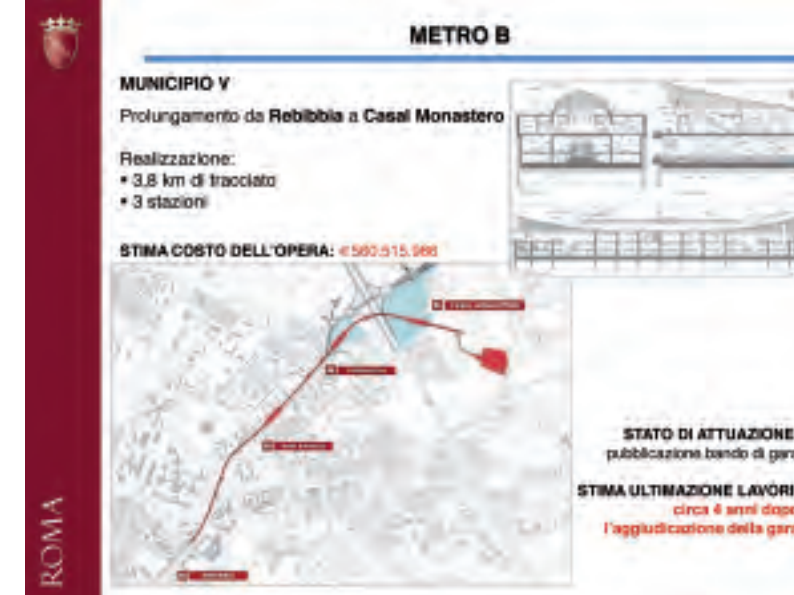 METRO B
MUNICIPIO V
Prolungamento da Rebibbia a Casal Monastero
Realizzazione:
• 3,8 km di tracciato
• 3 stazioni
STIMA COSTO DELL'OPERA: €560.515.966
STATO DI ATTUAZIONE
pubblicazione bando di gara
STIMA ULTIMAZIONE LAVORI
circa 4 anni dopo
l'aggiudicazione della gara
ROMA